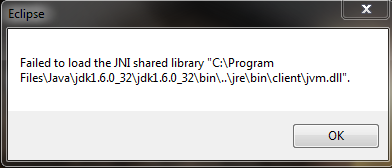 Eclipse
Failed to load the JNI shared library "C:\Program
Files\Java\jdk1.6.0_32\jdk1.6.0_32\bin\..\jre\bin\client\jvm.dll".
OK